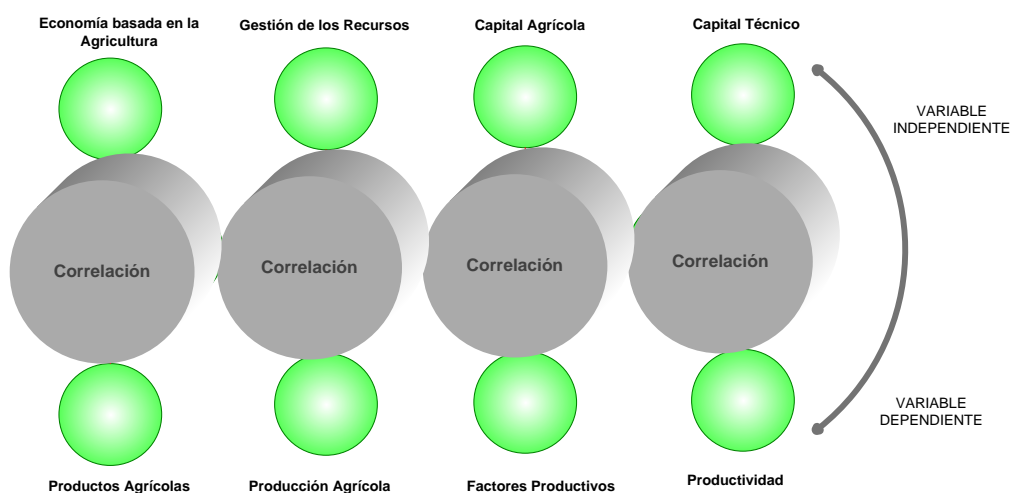 Economía basada en la
Agricultura
Gestión de los Recursos
Capital Agrícola
Capital Técnico
VARIABLE
INDEPENDIENTE
Correlación
Correlación
Correlación
Correlación
VARIABLE
DEPENDIENTE
Productos Agrícolas
Producción Agrícola
Factores Productivos
Productividad